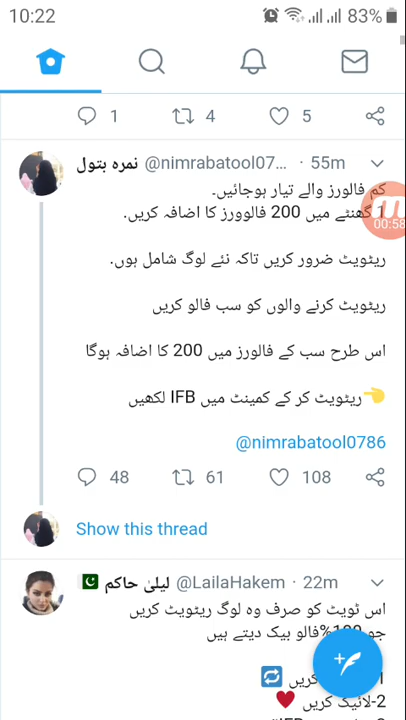 10:22
83%
1 4 5
نمره بتول @nimrabatool07... · 55m
کم فالورز والے تیار ہوجائیں۔
1 گھنٹے میں 200 فالوورز کا اضافہ کریں.
00:58
ریٹویٹ ضرور کریں تاکہ نئے لوگ شامل ہوں.
ریٹویٹ کرنے والوں کو سب فالو کریں
اس طرح سب کے فالورز میں 200 کا اضافہ ہوگا
👈ریٹویٹ کر کے کمینٹ میں IFB لکھیں
@nimrabatool0786
48 61 108
Show this thread
لیلیٰ حاکم 🇵🇰 @LailaHakem · 22m
اس ٹویٹ کو صرف وہ لوگ ریٹویٹ کریں
جو 100%فالو بیک دیتے ہیں
کریں 🔁
2-لائیک کریں ♥